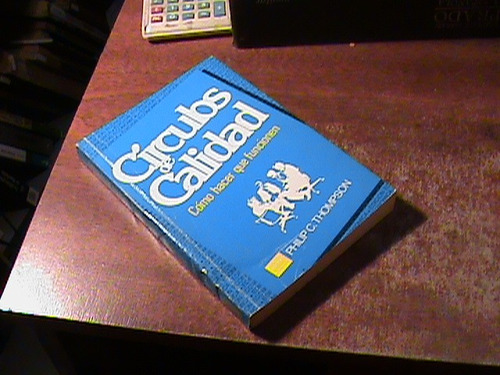 Círculos
de
Calidad
Cómo hacer que funcionen
PHILIP C. THOMPSON